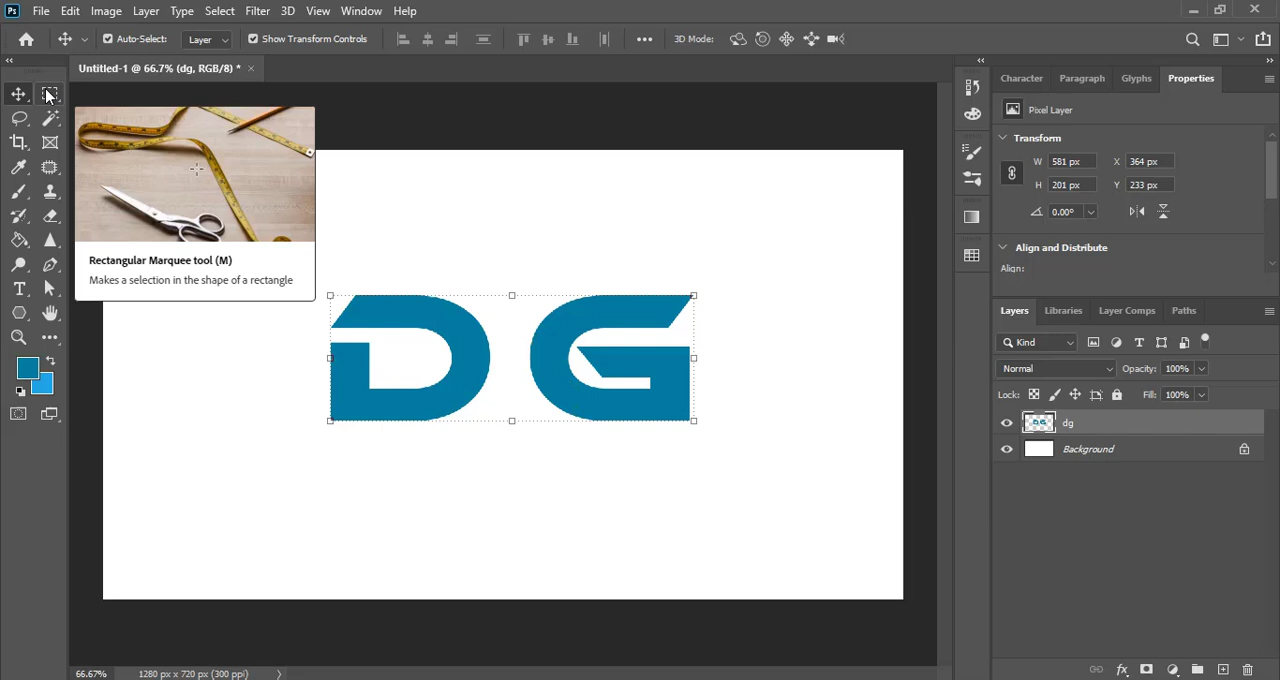 Ps File Edit Image Layer Type Select Filter 3D View Window Help
Auto-Select: Layer Show Transform Controls ••• 3D Mode:
Untitled-1 @ 66.7% (dg, RGB/8) * ×
Rectangular Marquee tool (M)
Makes a selection in the shape of a rectangle
DG
Character Paragraph Glyphs Properties
Pixel Layer
Transform
W 581 px X 364 px
H 201 px Y 233 px
0.00°
Align and Distribute
Align:
Layers Libraries Layer Comps Paths
Kind
Normal Opacity: 100%
Lock: Fill: 100%
dg
Background
66.67% 1280 px x 720 px (300 ppi)